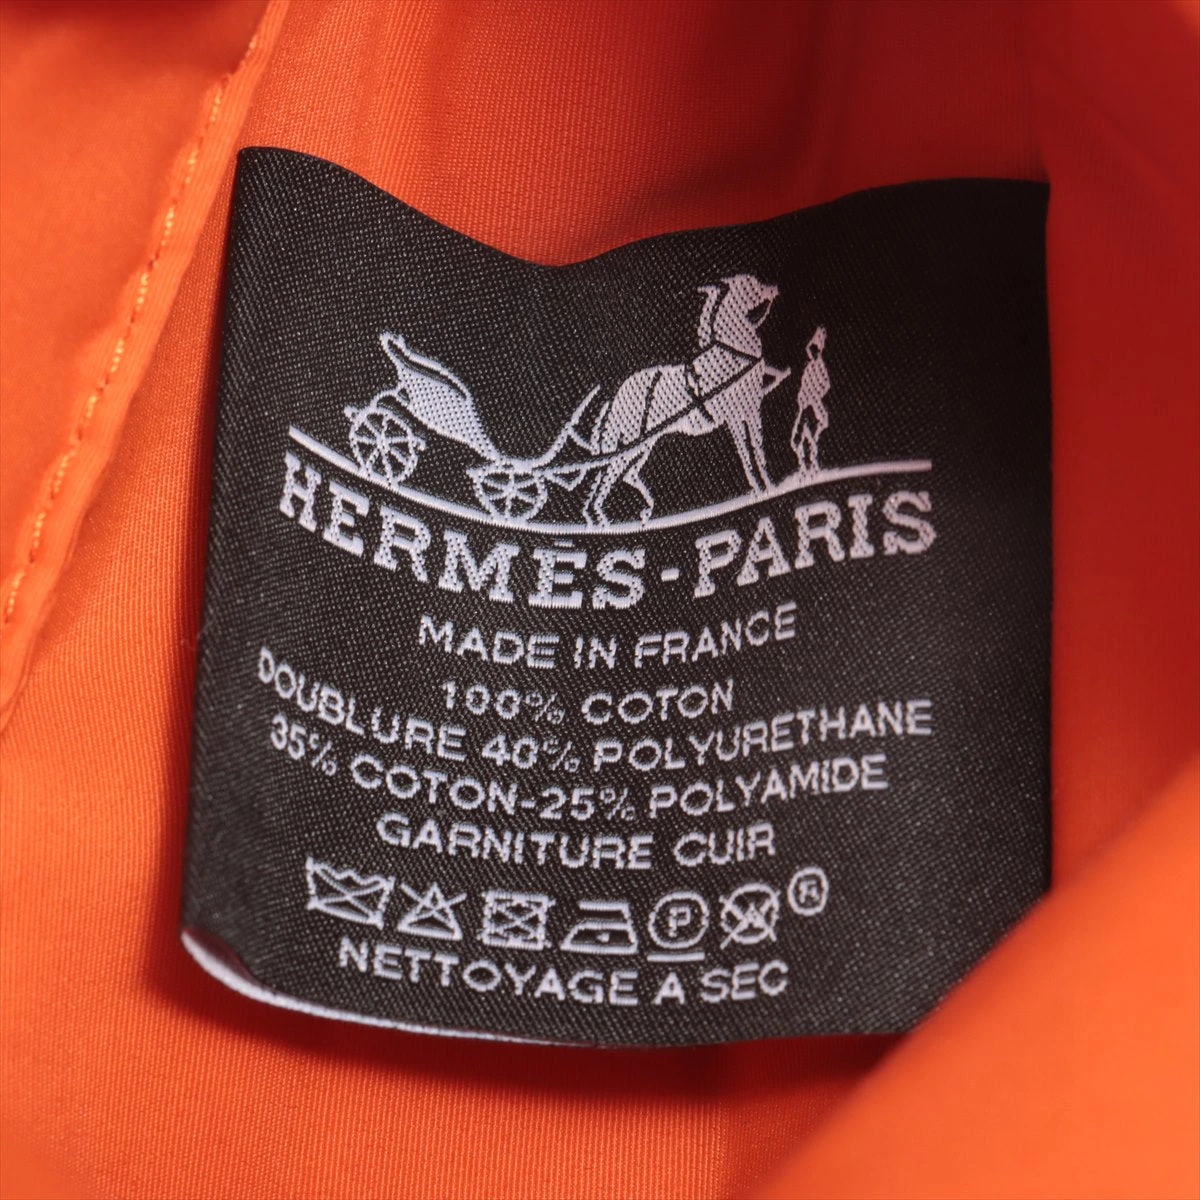 HERMÈS-PARIS
MADE IN FRANCE
100% COTON
DOUBLURE 40% POLYURETHANE
35% COTON-25% POLYAMIDE
GARNITURE CUIR
P W
NETTOYAGE A SEC